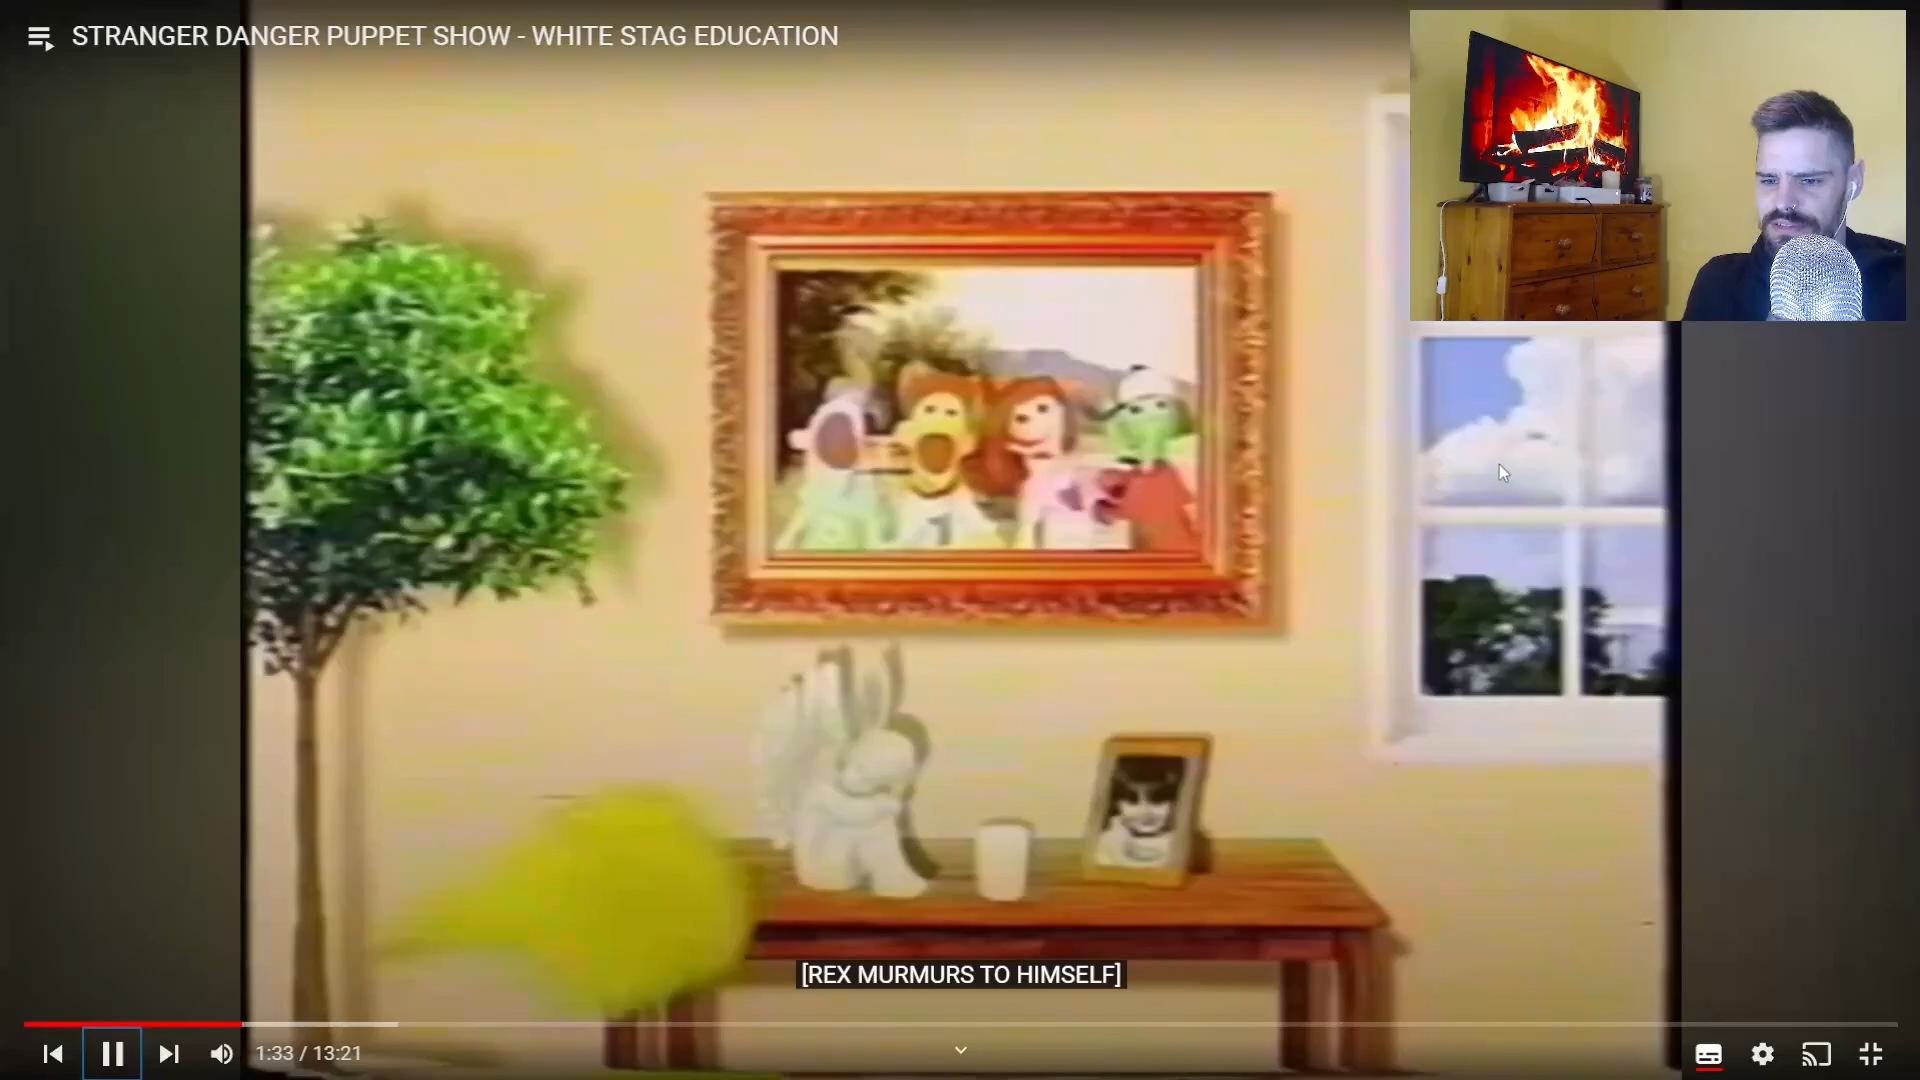 STRANGER DANGER PUPPET SHOW - WHITE STAG EDUCATION
[REX MURMURS TO HIMSELF]
1:33 / 13:21